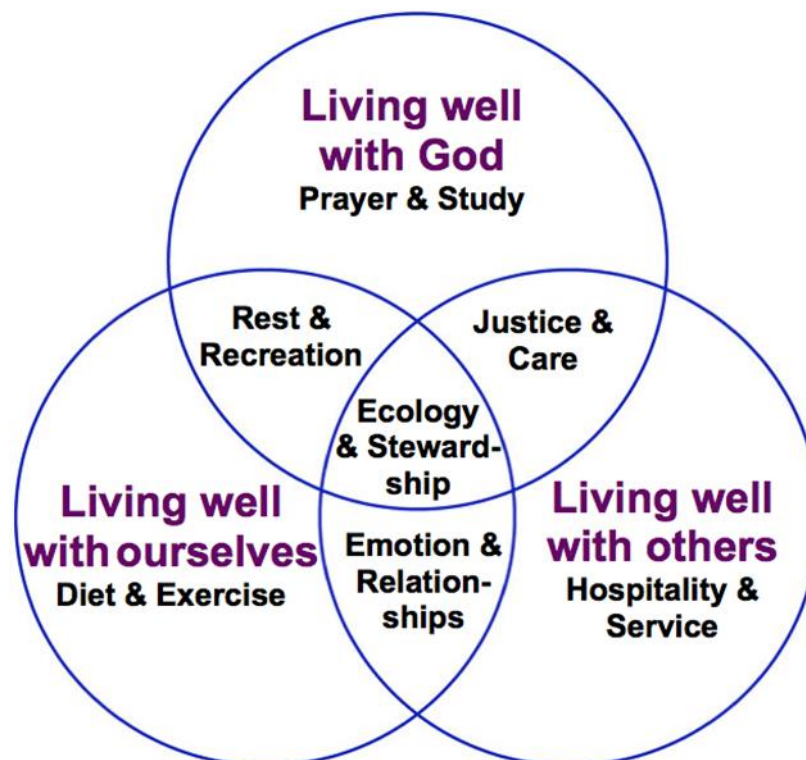 Living well
with God
Prayer & Study
Rest &
Recreation
Justice &
Care
Ecology
& Steward-
ship
Living well
with ourselves
Diet & Exercise
Emotion &
Relation-
ships
Living well
with others
Hospitality &
Service